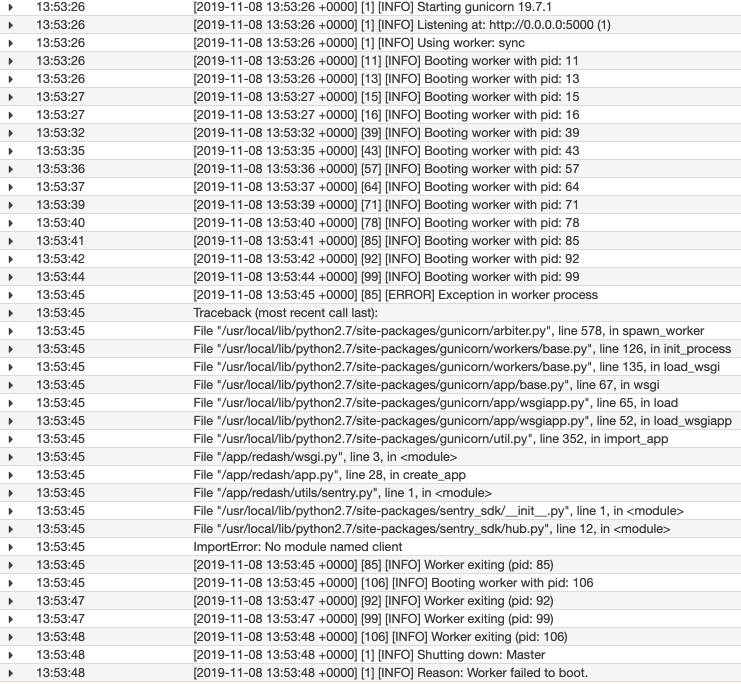 13:53:26 [2019-11-08 13:53:26 +0000] [1] [INFO] Starting gunicorn 19.7.1
13:53:26 [2019-11-08 13:53:26 +0000] [1] [INFO] Listening at: http://0.0.0.0:5000 (1)
13:53:26 [2019-11-08 13:53:26 +0000] [1] [INFO] Using worker: sync
13:53:26 [2019-11-08 13:53:26 +0000] [11] [INFO] Booting worker with pid: 11
13:53:26 [2019-11-08 13:53:26 +0000] [13] [INFO] Booting worker with pid: 13
13:53:27 [2019-11-08 13:53:27 +0000] [15] [INFO] Booting worker with pid: 15
13:53:27 [2019-11-08 13:53:27 +0000] [16] [INFO] Booting worker with pid: 16
13:53:32 [2019-11-08 13:53:32 +0000] [39] [INFO] Booting worker with pid: 39
13:53:35 [2019-11-08 13:53:35 +0000] [43] [INFO] Booting worker with pid: 43
13:53:36 [2019-11-08 13:53:36 +0000] [57] [INFO] Booting worker with pid: 57
13:53:37 [2019-11-08 13:53:37 +0000] [64] [INFO] Booting worker with pid: 64
13:53:39 [2019-11-08 13:53:39 +0000] [71] [INFO] Booting worker with pid: 71
13:53:40 [2019-11-08 13:53:40 +0000] [78] [INFO] Booting worker with pid: 78
13:53:41 [2019-11-08 13:53:41 +0000] [85] [INFO] Booting worker with pid: 85
13:53:42 [2019-11-08 13:53:42 +0000] [92] [INFO] Booting worker with pid: 92
13:53:44 [2019-11-08 13:53:44 +0000] [99] [INFO] Booting worker with pid: 99
13:53:45 [2019-11-08 13:53:45 +0000] [85] [ERROR] Exception in worker process
13:53:45 Traceback (most recent call last):
13:53:45 File "/usr/local/lib/python2.7/site-packages/gunicorn/arbiter.py", line 578, in spawn_worker
13:53:45 File "/usr/local/lib/python2.7/site-packages/gunicorn/workers/base.py", line 126, in init_process
13:53:45 File "/usr/local/lib/python2.7/site-packages/gunicorn/workers/base.py", line 135, in load_wsgi
13:53:45 File "/usr/local/lib/python2.7/site-packages/gunicorn/app/base.py", line 67, in wsgi
13:53:45 File "/usr/local/lib/python2.7/site-packages/gunicorn/app/wsgiapp.py", line 65, in load
13:53:45 File "/usr/local/lib/python2.7/site-packages/gunicorn/app/wsgiapp.py", line 52, in load_wsgiapp
13:53:45 File "/usr/local/lib/python2.7/site-packages/gunicorn/util.py", line 352, in import_app
13:53:45 File "/app/redash/wsgi.py", line 3, in <module>
13:53:45 File "/app/redash/app.py", line 28, in create_app
13:53:45 File "/app/redash/utils/sentry.py", line 1, in <module>
13:53:45 File "/usr/local/lib/python2.7/site-packages/sentry_sdk/__init__.py", line 1, in <module>
13:53:45 File "/usr/local/lib/python2.7/site-packages/sentry_sdk/hub.py", line 12, in <module>
13:53:45 ImportError: No module named client
13:53:45 [2019-11-08 13:53:45 +0000] [85] [INFO] Worker exiting (pid: 85)
13:53:45 [2019-11-08 13:53:45 +0000] [106] [INFO] Booting worker with pid: 106
13:53:47 [2019-11-08 13:53:47 +0000] [92] [INFO] Worker exiting (pid: 92)
13:53:47 [2019-11-08 13:53:47 +0000] [99] [INFO] Worker exiting (pid: 99)
13:53:48 [2019-11-08 13:53:48 +0000] [106] [INFO] Worker exiting (pid: 106)
13:53:48 [2019-11-08 13:53:48 +0000] [1] [INFO] Shutting down: Master
13:53:48 [2019-11-08 13:53:48 +0000] [1] [INFO] Reason: Worker failed to boot.